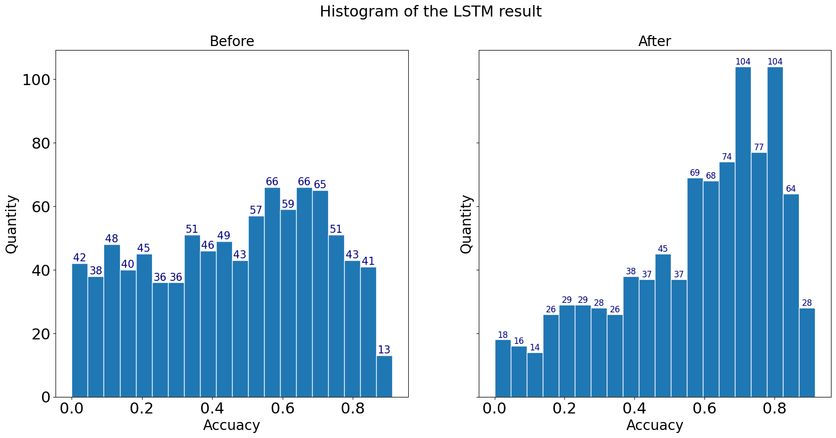 Histogram of the LSTM result
Before
Quantity
100
80
60
40
20
0
42 38 48 40 45 36 36 51 46 49 43 57 66 59 66 65 51 43 41 13
0.0 0.2 0.4 0.6 0.8
Accuacy
After
Quantity
18 16 14 26 29 29 28 26 38 37 45 37 69 68 74 104 77 104 64 28
0.0 0.2 0.4 0.6 0.8
Accuacy